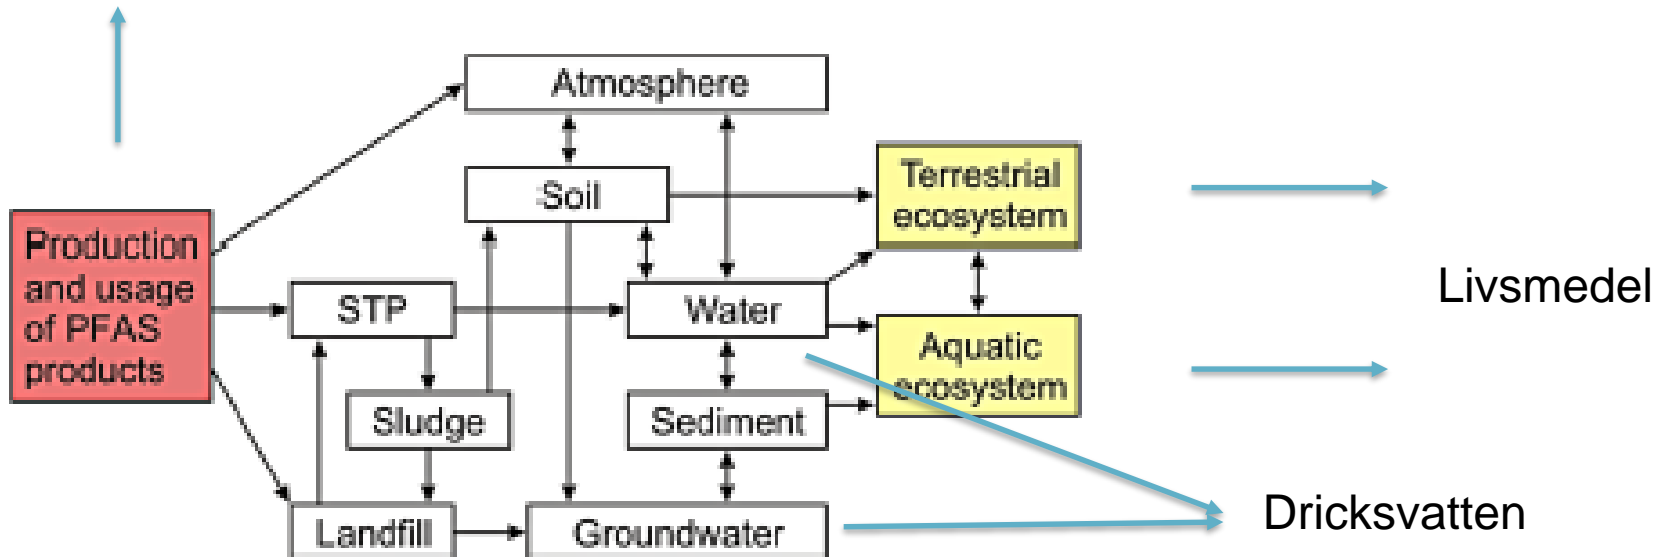 Atmosphere
Soil
Terrestrial
ecosystem
Production
and usage
of PFAS
products
STP
Water
Livsmedel
Aquatic
ecosystem
Sludge
Sediment
Landfill
Groundwater
Dricksvatten